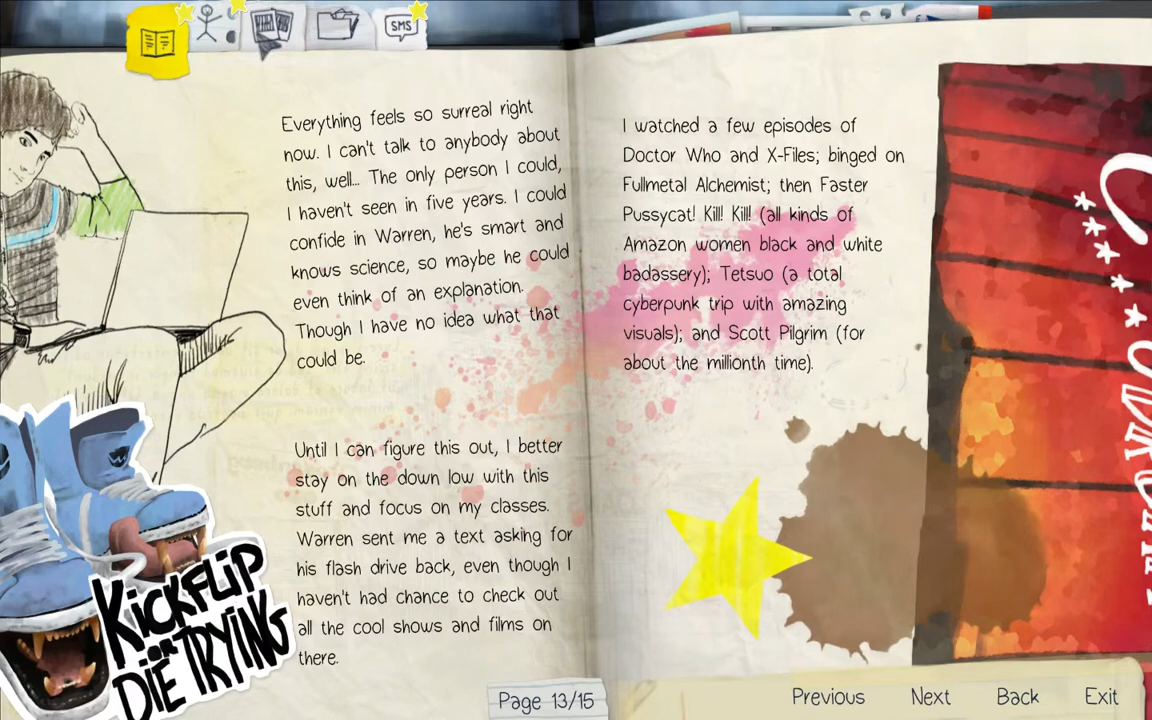 SMS
Everything feels so surreal right
now. I can't talk to anybody about
this, well... The only person I could,
I haven't seen in five years. I could
confide in Warren, he's smart and
knows science, so maybe he could
even think of an explanation.
Though I have no idea what that
could be.
Until I can figure this out, I better
stay on the down low with this
stuff and focus on my classes.
Warren sent me a text asking for
his flash drive back, even though I
haven't had chance to check out
all the cool shows and films on
there.
KICKFLIP
OR
DIE TRYING
I watched a few episodes of
Doctor Who and X-Files; binged on
Fullmetal Alchemist; then Faster
Pussycat! Kill! Kill! (all kinds of
Amazon women black and white
badassery); Tetsuo (a total
cyberpunk trip with amazing
visuals); and Scott Pilgrim (for
about the millionth time).
Page 13/15
Previous
Next
Back
Exit